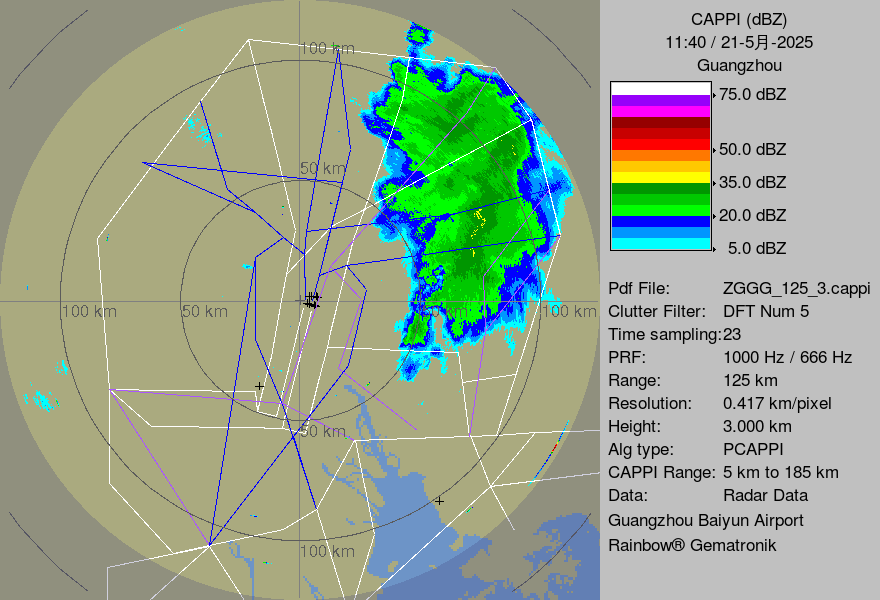 100 km
50 km
100 km
50 km
50 km
100 km
50 km
100 km
CAPPI (dBZ)
11:40 / 21-5月-2025
Guangzhou
75.0 dBZ
50.0 dBZ
35.0 dBZ
20.0 dBZ
5.0 dBZ
Pdf File: ZGGG_125_3.cappi
Clutter Filter: DFT Num 5
Time sampling:23
PRF: 1000 Hz / 666 Hz
Range: 125 km
Resolution: 0.417 km/pixel
Height: 3.000 km
Alg type: PCAPPI
CAPPI Range: 5 km to 185 km
Data: Radar Data
Guangzhou Baiyun Airport
Rainbow® Gematronik